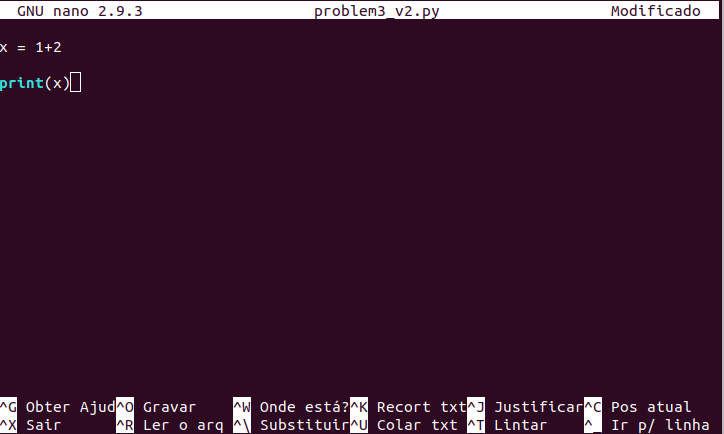 GNU nano 2.9.3 problem3_v2.py Modificado
x = 1+2
print(x)
^G Obter Ajud ^O Gravar ^W Onde está? ^K Recort txt ^J Justificar ^C Pos atual
^X Sair ^R Ler o arq ^\ Substituir ^U Colar txt ^T Lintar ^_ Ir p/ linha